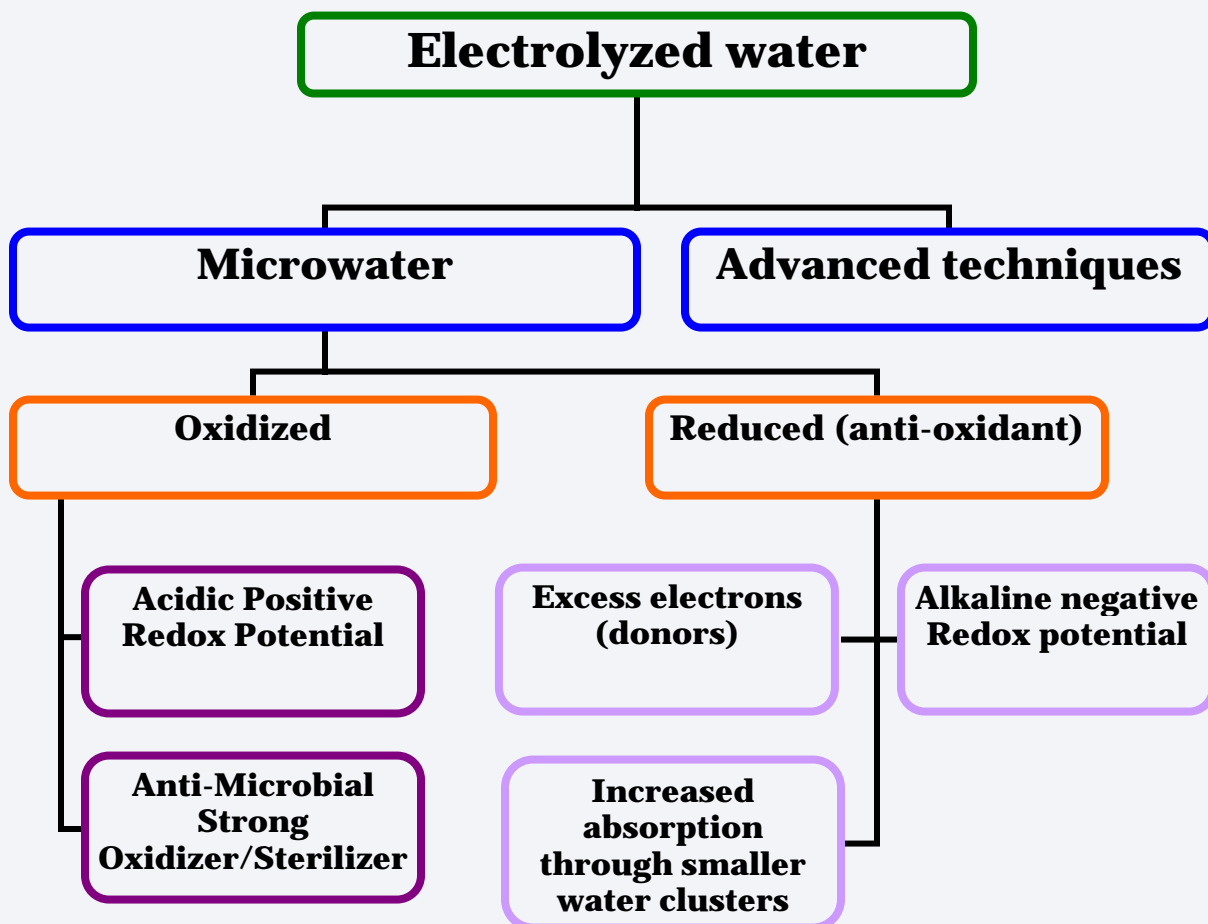 Electrolyzed water
Microwater
Advanced techniques
Oxidized
Reduced (anti-oxidant)
Acidic Positive
Redox Potential
Excess electrons
(donors)
Alkaline negative
Redox potential
Anti-Microbial
Strong
Oxidizer/Sterilizer
Increased
absorption
through smaller
water clusters